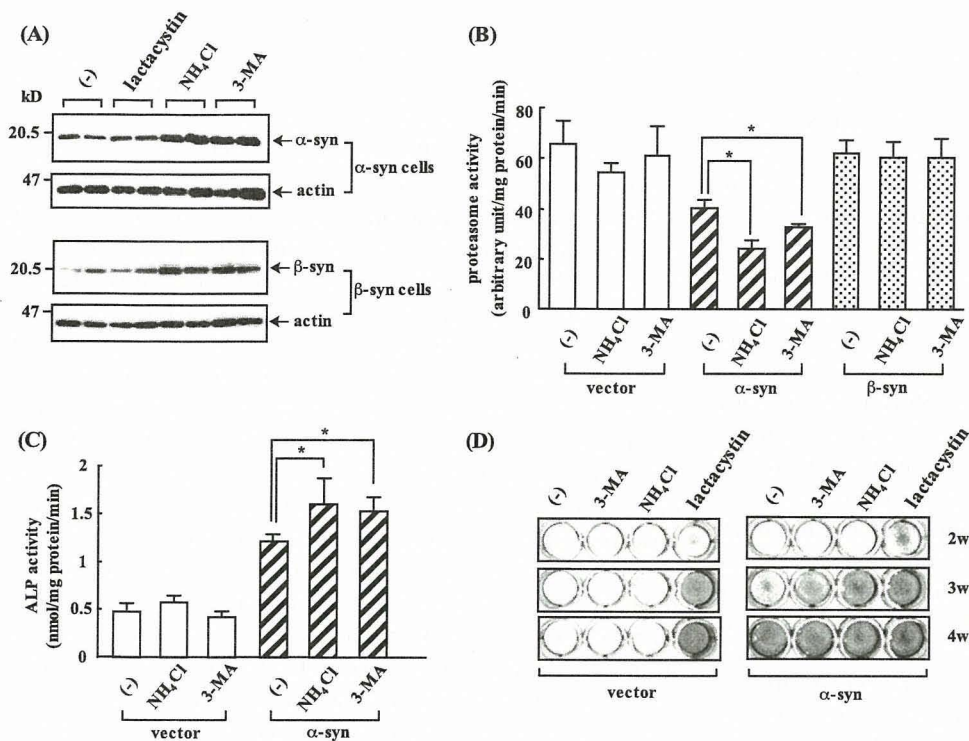 (A)
(-) lactacystin NH4Cl 3-MA
kD
20.5
α-syn
α-syn cells
47
actin
20.5
β-syn
β-syn cells
47
actin
(B)
proteasome activity
(arbitrary unit/mg protein/min)
80
60
40
20
0
* *
(-) NH4Cl 3-MA (-) NH4Cl 3-MA (-) NH4Cl 3-MA
vector α-syn β-syn
(C)
ALP activity
(nmol/mg protein/min)
2
1.5
1
0.5
0
* *
(-) NH4Cl 3-MA (-) NH4Cl 3-MA
vector α-syn
(D)
(-) 3-MA NH4Cl lactacystin (-) 3-MA NH4Cl lactacystin
2w
3w
4w
vector α-syn